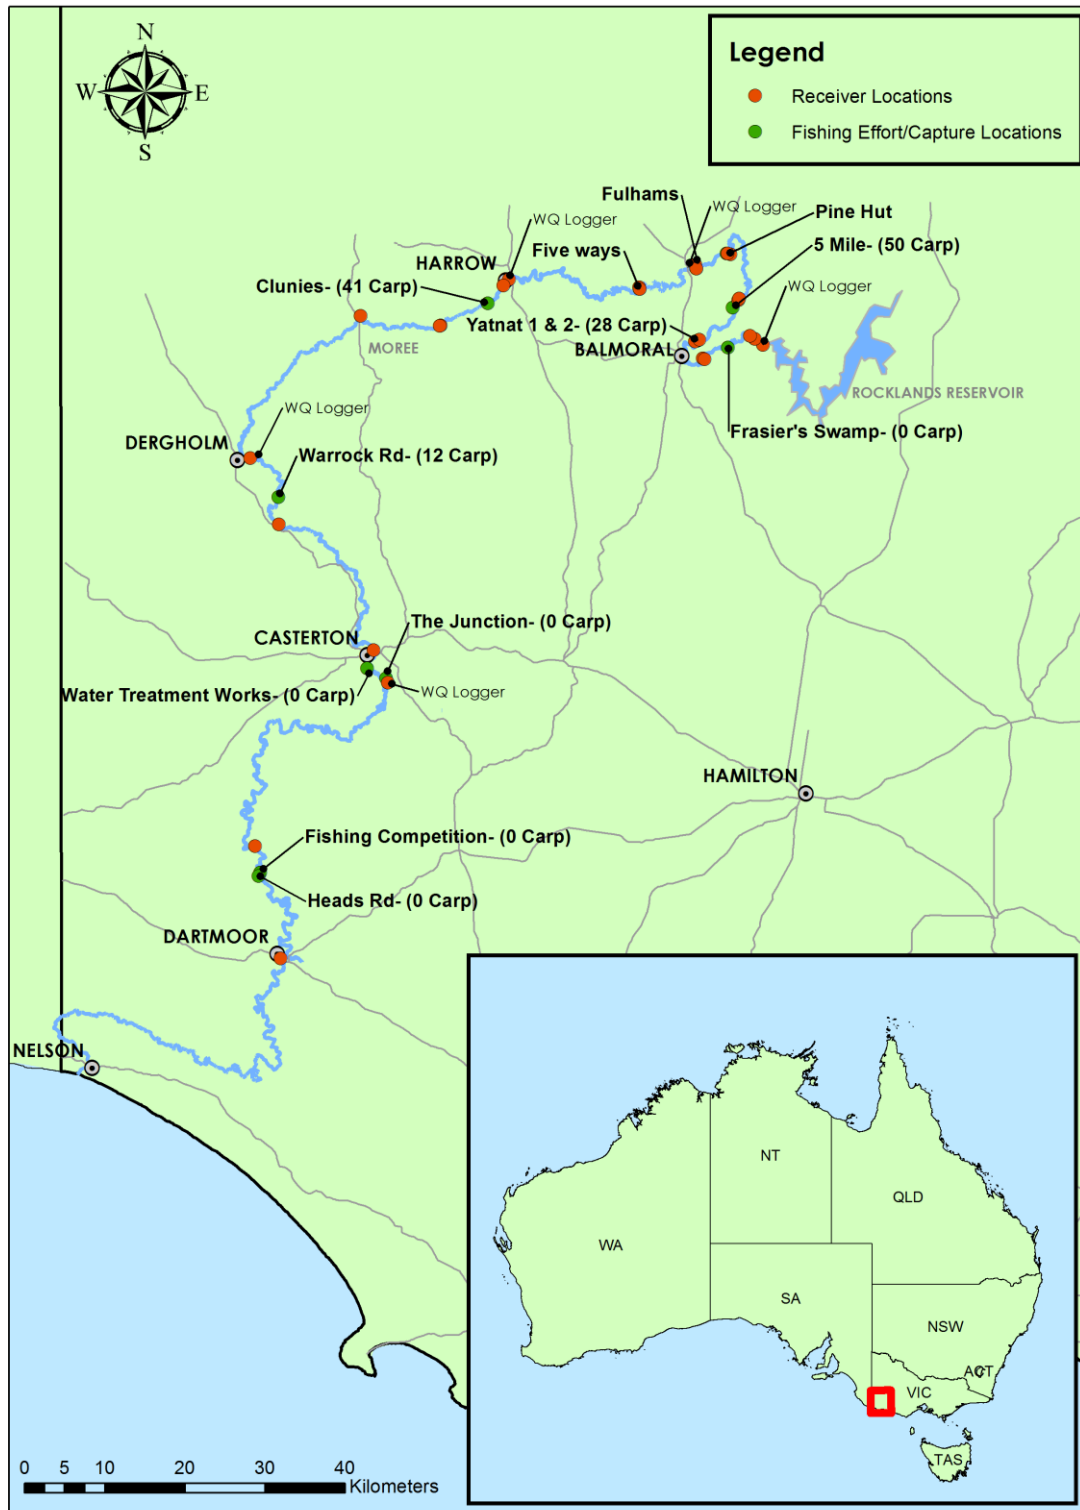 N
W E
S
Legend
Receiver Locations
Fishing Effort/Capture Locations
Fulhams
WQ Logger
Pine Hut
WQ Logger
5 Mile- (50 Carp)
Five ways
HARROW
Clunies- (41 Carp)
WQ Logger
Yatnat 1 & 2- (28 Carp)
MOREE
BALMORAL
ROCKLANDS RESERVOIR
WQ Logger
Frasier's Swamp- (0 Carp)
DERGHOLM
Warrock Rd- (12 Carp)
The Junction- (0 Carp)
CASTERTON
Water Treatment Works- (0 Carp)
WQ Logger
HAMILTON
Fishing Competition- (0 Carp)
Heads Rd- (0 Carp)
DARTMOOR
NELSON
NT
QLD
WA
SA
NSW
ACT
VIC
TAS
0 5 10 20 30 40
Kilometers